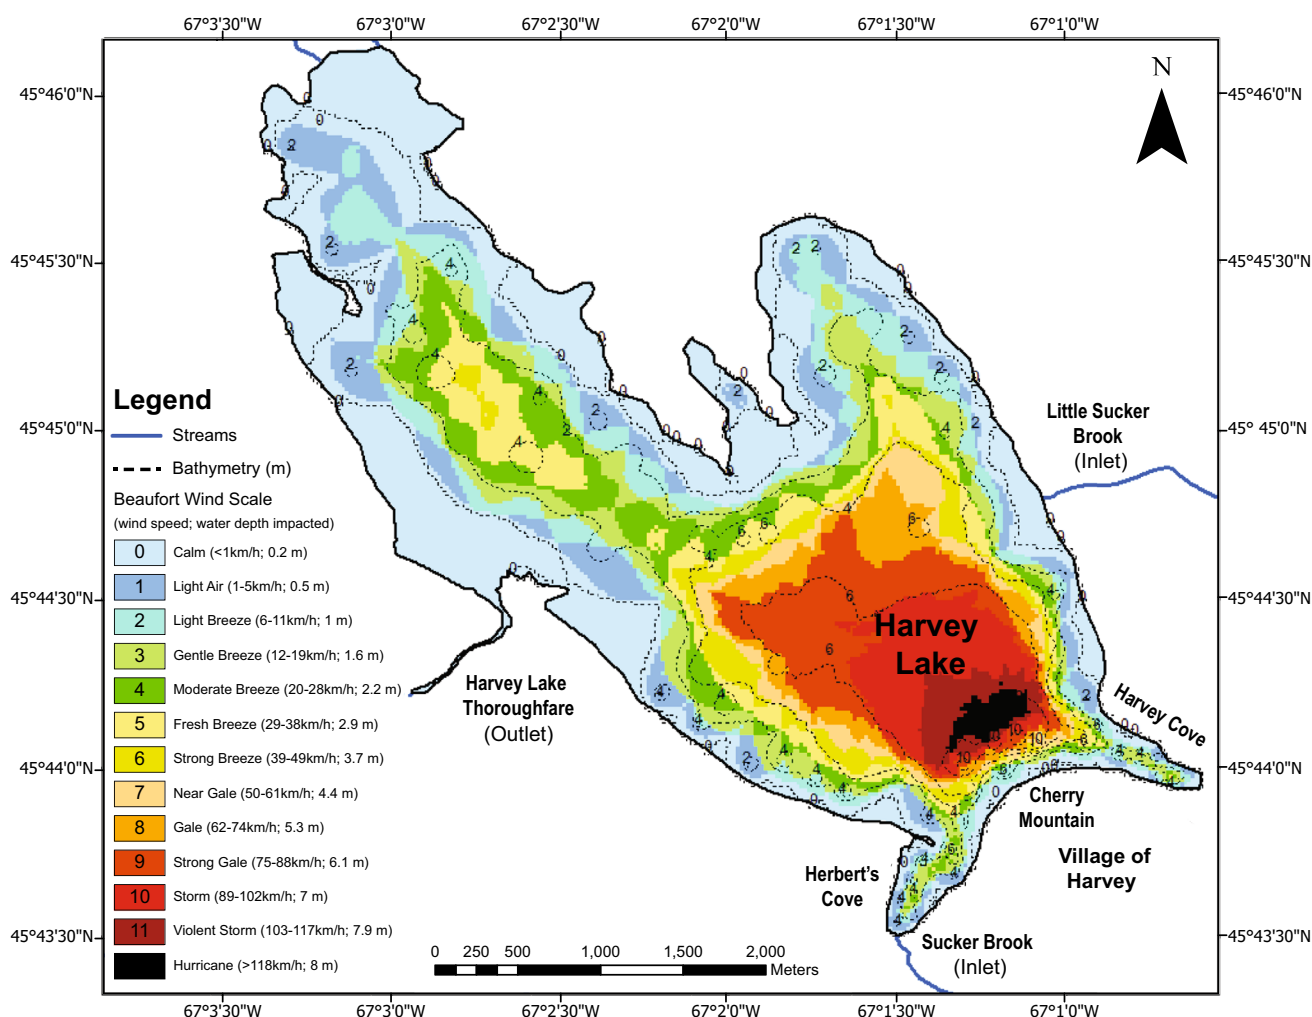 67°3'30"W 67°3'0"W 67°2'30"W 67°2'0"W 67°1'30"W 67°1'0"W
N
45°46'0"N 45°46'0"N
45°45'30"N 45°45'30"N
45°45'0"N 45° 45'0"N
45°44'30"N 45°44'30"N
45°44'0"N 45°44'0"N
45°43'30"N 45°43'30"N
Legend
Streams
Bathymetry (m)
Beaufort Wind Scale
(wind speed; water depth impacted)
0 Calm (<1km/h; 0.2 m)
1 Light Air (1-5km/h; 0.5 m)
2 Light Breeze (6-11km/h; 1 m)
3 Gentle Breeze (12-19km/h; 1.6 m)
4 Moderate Breeze (20-28km/h; 2.2 m)
5 Fresh Breeze (29-38km/h; 2.9 m)
6 Strong Breeze (39-49km/h; 3.7 m)
7 Near Gale (50-61km/h; 4.4 m)
8 Gale (62-74km/h; 5.3 m)
9 Strong Gale (75-88km/h; 6.1 m)
10 Storm (89-102km/h; 7 m)
11 Violent Storm (103-117km/h; 7.9 m)
Hurricane (>118km/h; 8 m)
Little Sucker
Brook
(Inlet)
Harvey
Lake
Harvey Lake
Thoroughfare
(Outlet)
Harvey Cove
Cherry
Mountain
Village of
Harvey
Herbert's
Cove
Sucker Brook
(Inlet)
0 250 500 1,000 1,500 2,000
Meters
67°3'30"W 67°3'0"W 67°2'30"W 67°2'0"W 67°1'30"W 67°1'0"W